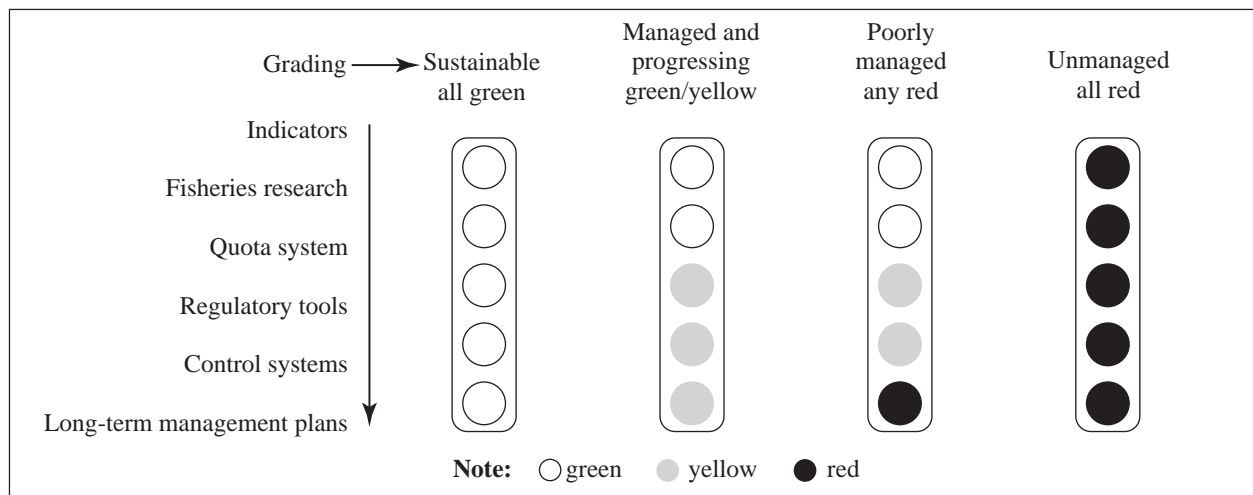 Grading
Sustainable
all green
Managed and
progressing
green/yellow
Poorly
managed
any red
Unmanaged
all red
Indicators
Fisheries research
Quota system
Regulatory tools
Control systems
Long-term management plans
Note: green yellow red